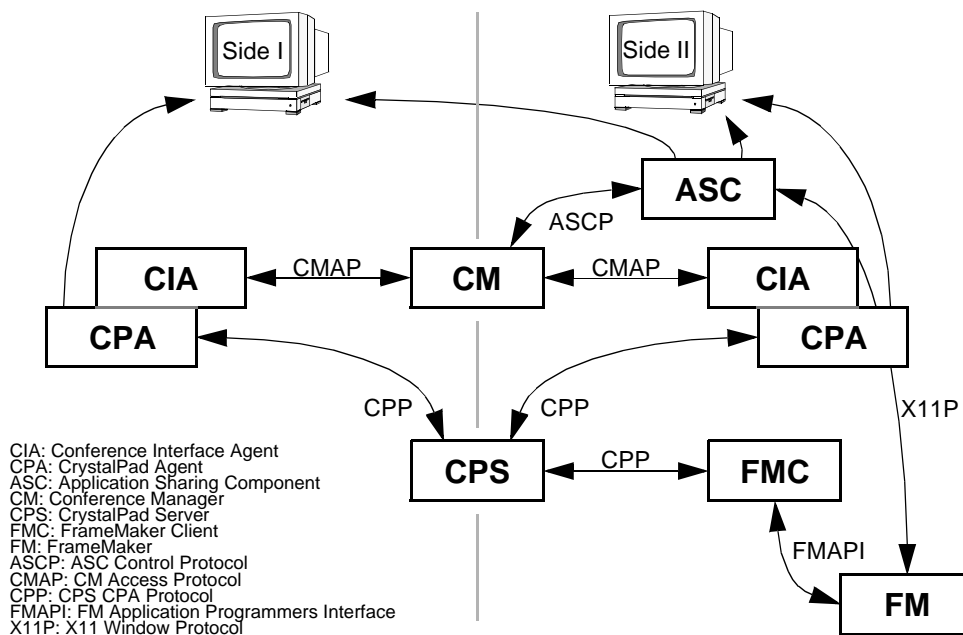 Side I
Side II
ASC
ASCP
CIA
CMAP
CM
CMAP
CIA
CPA
CPA
CPP
CPP
X11P
CPS
CPP
FMC
FMAPI
FM
CIA: Conference Interface Agent
CPA: CrystalPad Agent
ASC: Application Sharing Component
CM: Conference Manager
CPS: CrystalPad Server
FMC: FrameMaker Client
FM: FrameMaker
ASCP: ASC Control Protocol
CMAP: CM Access Protocol
CPP: CPS CPA Protocol
FMAPI: FM Application Programmers Interface
X11P: X11 Window Protocol